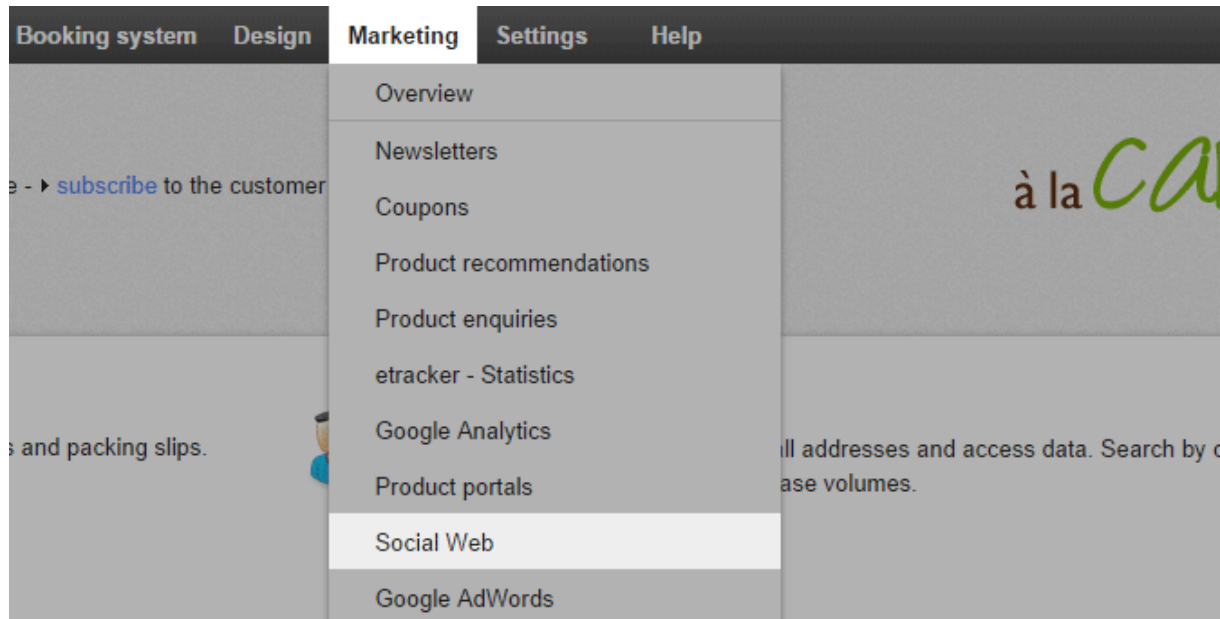 Booking system Design Marketing Settings Help
Overview
Newsletters
- subscribe to the customer
à la
Coupons
Product recommendations
Product enquiries
etracker - Statistics
Google Analytics
and packing slips.
addresses and access data. Search by
Product portals
volumes.
Social Web
Google AdWords